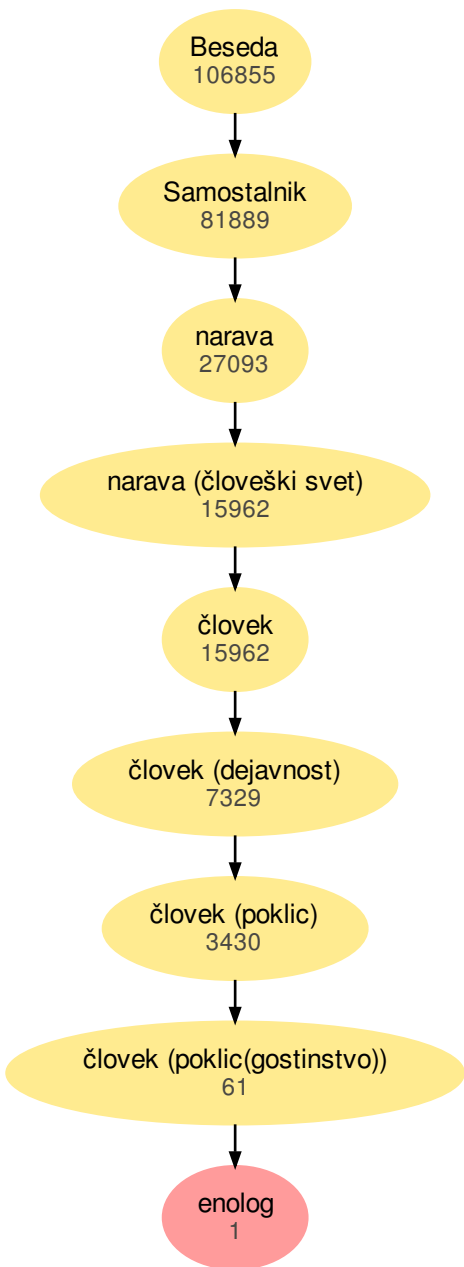 Beseda
106855
Samostalnik
81889
narava
27093
narava (človeški svet)
15962
človek
15962
človek (dejavnost)
7329
človek (poklic)
3430
človek (poklic(gostinstvo))
61
enolog
1